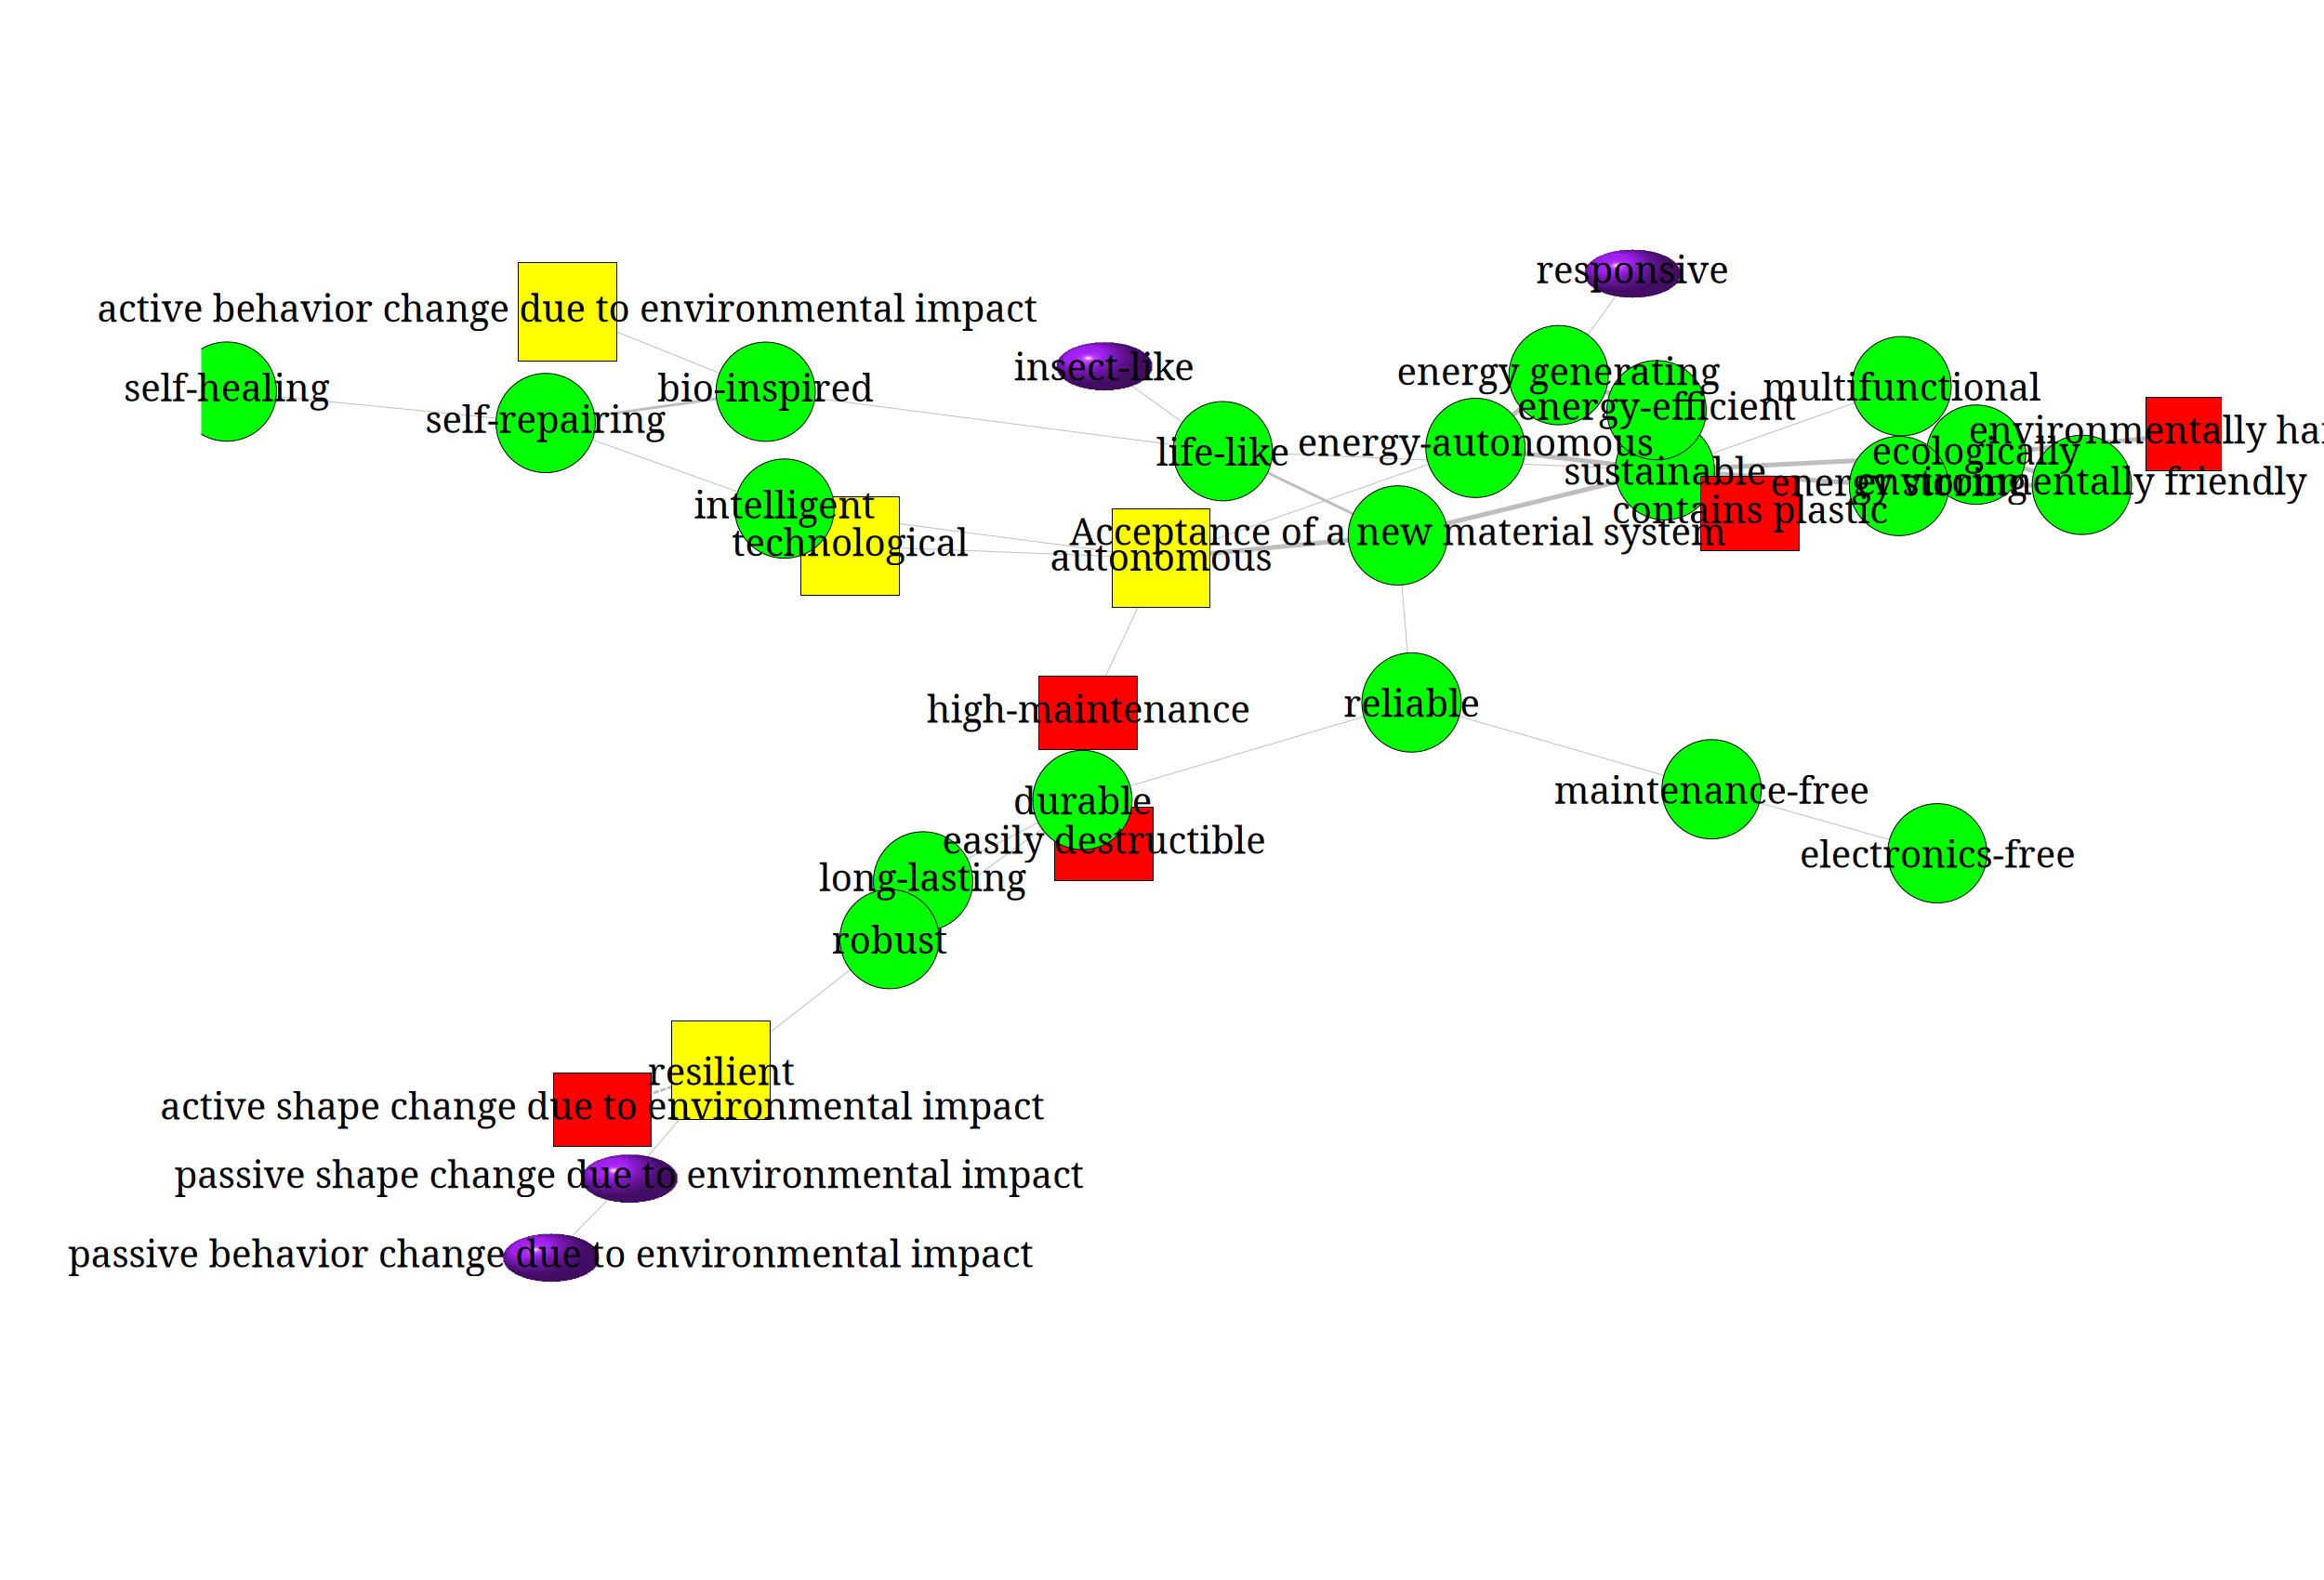 responsive
active behavior change due to environmental impact
insect-like
energy generating
self-healing
bio-inspired
multifunctional
energy-efficient
self-repairing
environmentally har
energy-autonomous
life-like
ecologically
sustainable
energy storing
environmentally friendly
intelligent
contains plastic
Acceptance of a new material system
technological
autonomous
high-maintenance
reliable
maintenance-free
durable
easily destructible
electronics-free
long-lasting
robust
resilient
active shape change due to environmental impact
passive shape change due to environmental impact
passive behavior change due to environmental impact